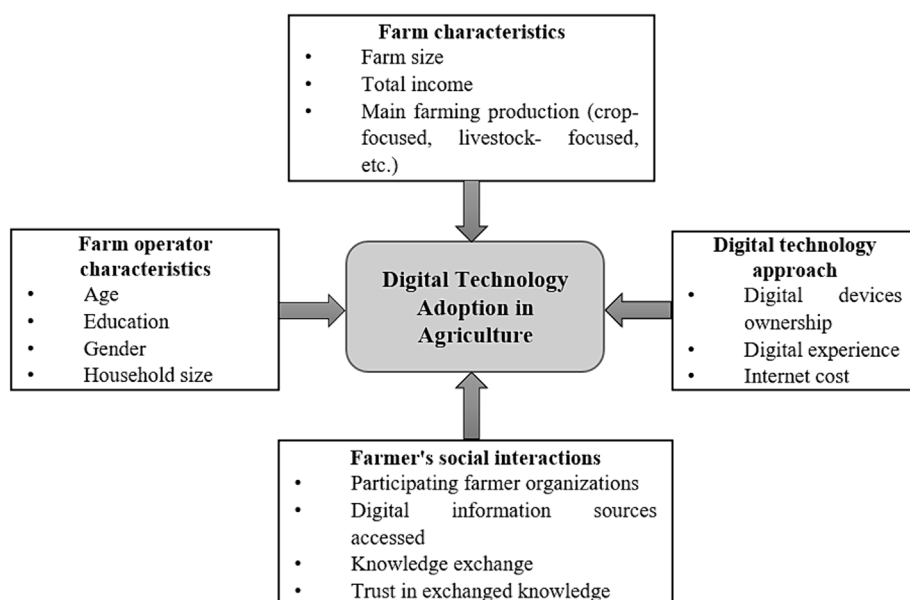 Farm characteristics
• Farm size
• Total income
• Main farming production (crop-
focused, livestock- focused,
etc.)
Farm operator
characteristics
• Age
• Education
• Gender
• Household size
Digital Technology
Adoption in
Agriculture
Digital technology
approach
• Digital devices
ownership
• Digital experience
• Internet cost
Farmer's social interactions
• Participating farmer organizations
• Digital information sources
accessed
• Knowledge exchange
• Trust in exchanged knowledge